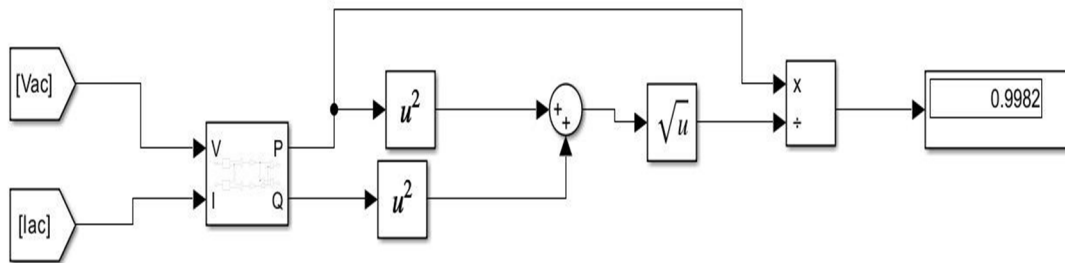 [Vac]
[Iac]
V
I
P
Q
u²
u²
+
+
√u
×
÷
0.9982